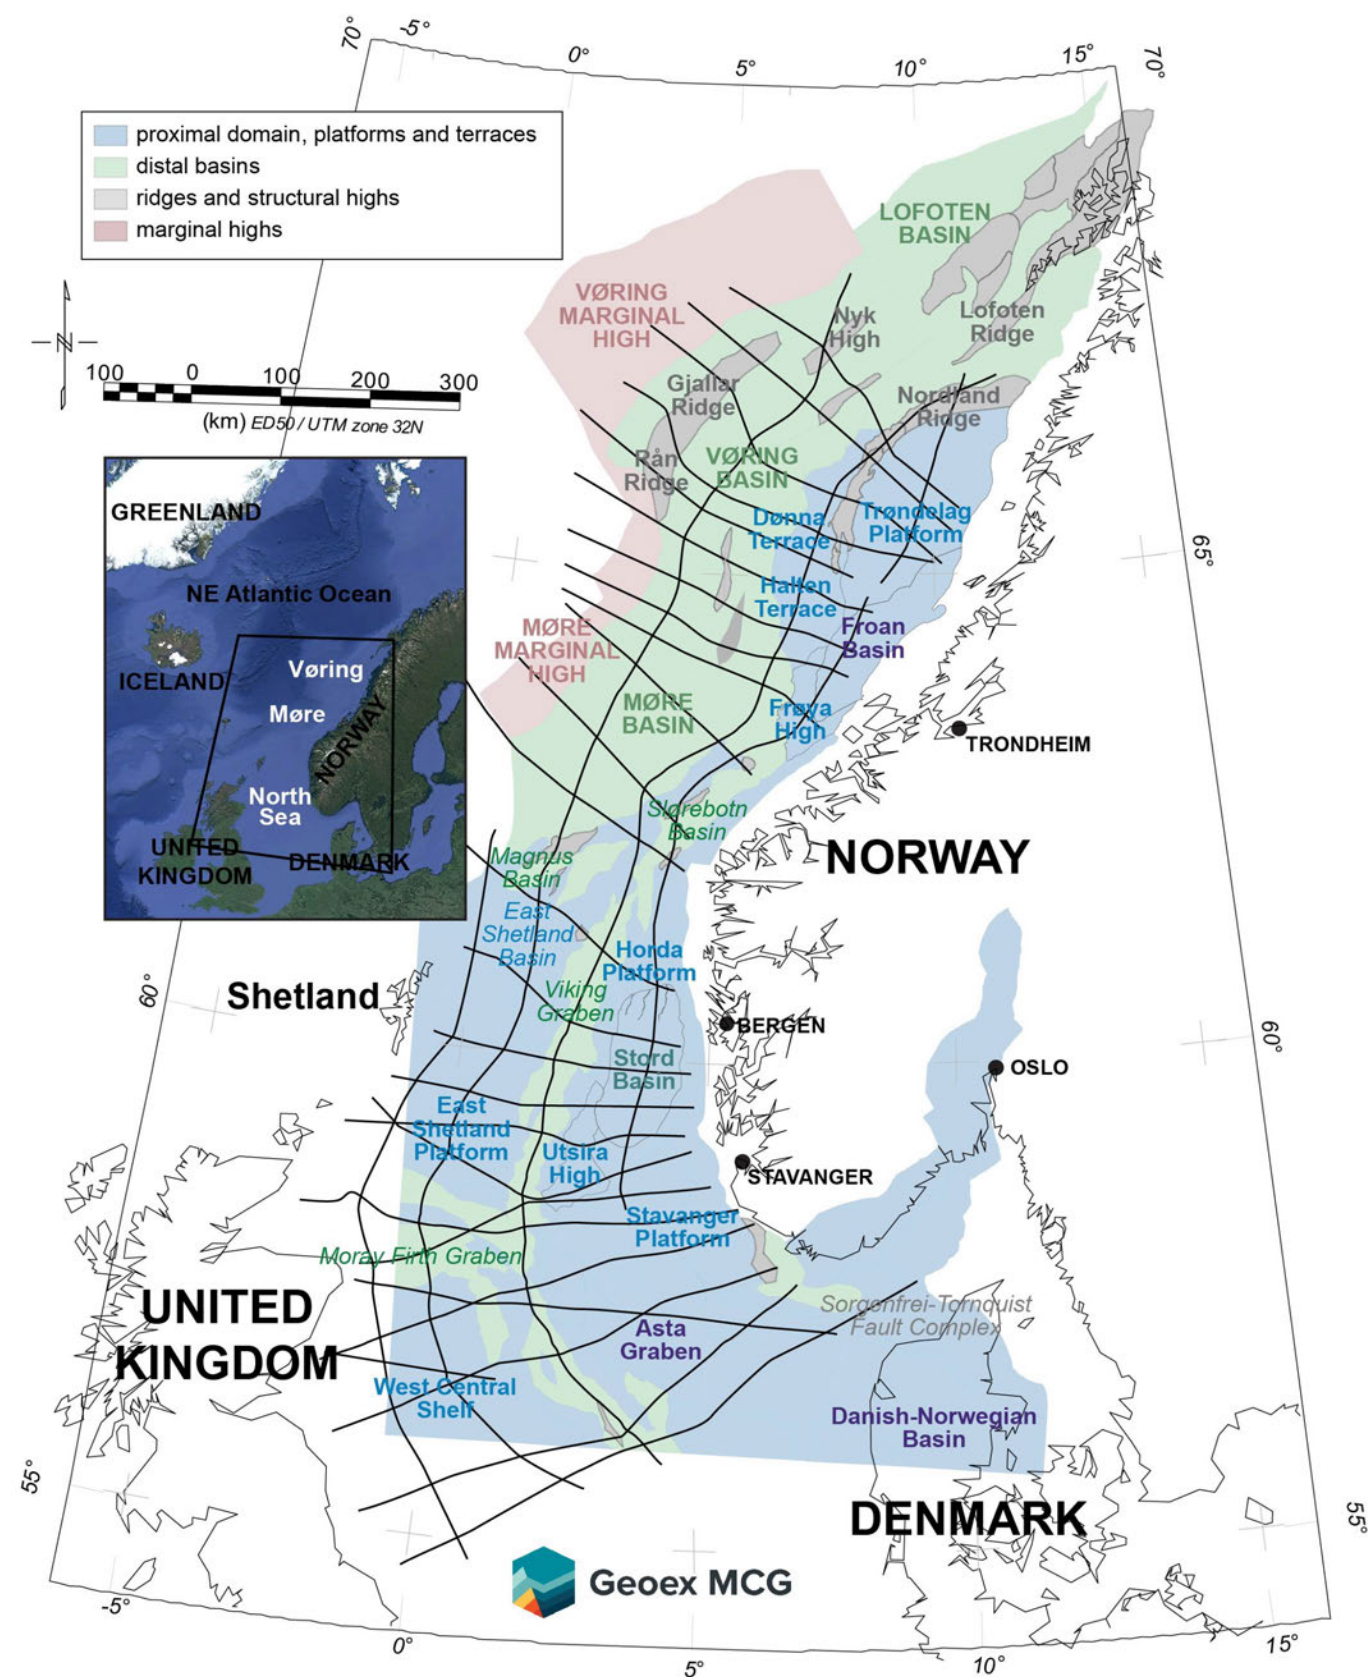 70°
-5°
0°
5°
10°
15°
70°
proximal domain, platforms and terraces
distal basins
ridges and structural highs
marginal highs
LOFOTEN
BASIN
VØRING
MARGINAL
HIGH
Nyk
High
Lofoten
Ridge
N
100 0 100 200 300
(km) ED50 / UTM zone 32N
Gjallar
Ridge
Nordland
Ridge
Rån
Ridge
VØRING
BASIN
Dønna
Terrace
Trøndelag
Platform
65°
Halten
Terrace
Froan
Basin
MØRE
MARGINAL
HIGH
MØRE
BASIN
Frøya
High
TRONDHEIM
GREENLAND
NE Atlantic Ocean
ICELAND
Vøring
Møre
NORWAY
North
Sea
UNITED
KINGDOM
DENMARK
Slørebotn
Basin
NORWAY
Magnus
Basin
East
Shetland
Basin
Horda
Platform
60°
Shetland
Viking
Graben
BERGEN
60°
Stord
Basin
OSLO
East
Shetland
Platform
Utsira
High
STAVANGER
Stavanger
Platform
Moray Firth Graben
UNITED
KINGDOM
Sorgenfrei-Tornquist
Fault Complex
Asta
Graben
West Central
Shelf
Danish-Norwegian
Basin
55°
DENMARK
55°
Geoex MCG
-5°
0°
5°
10°
15°